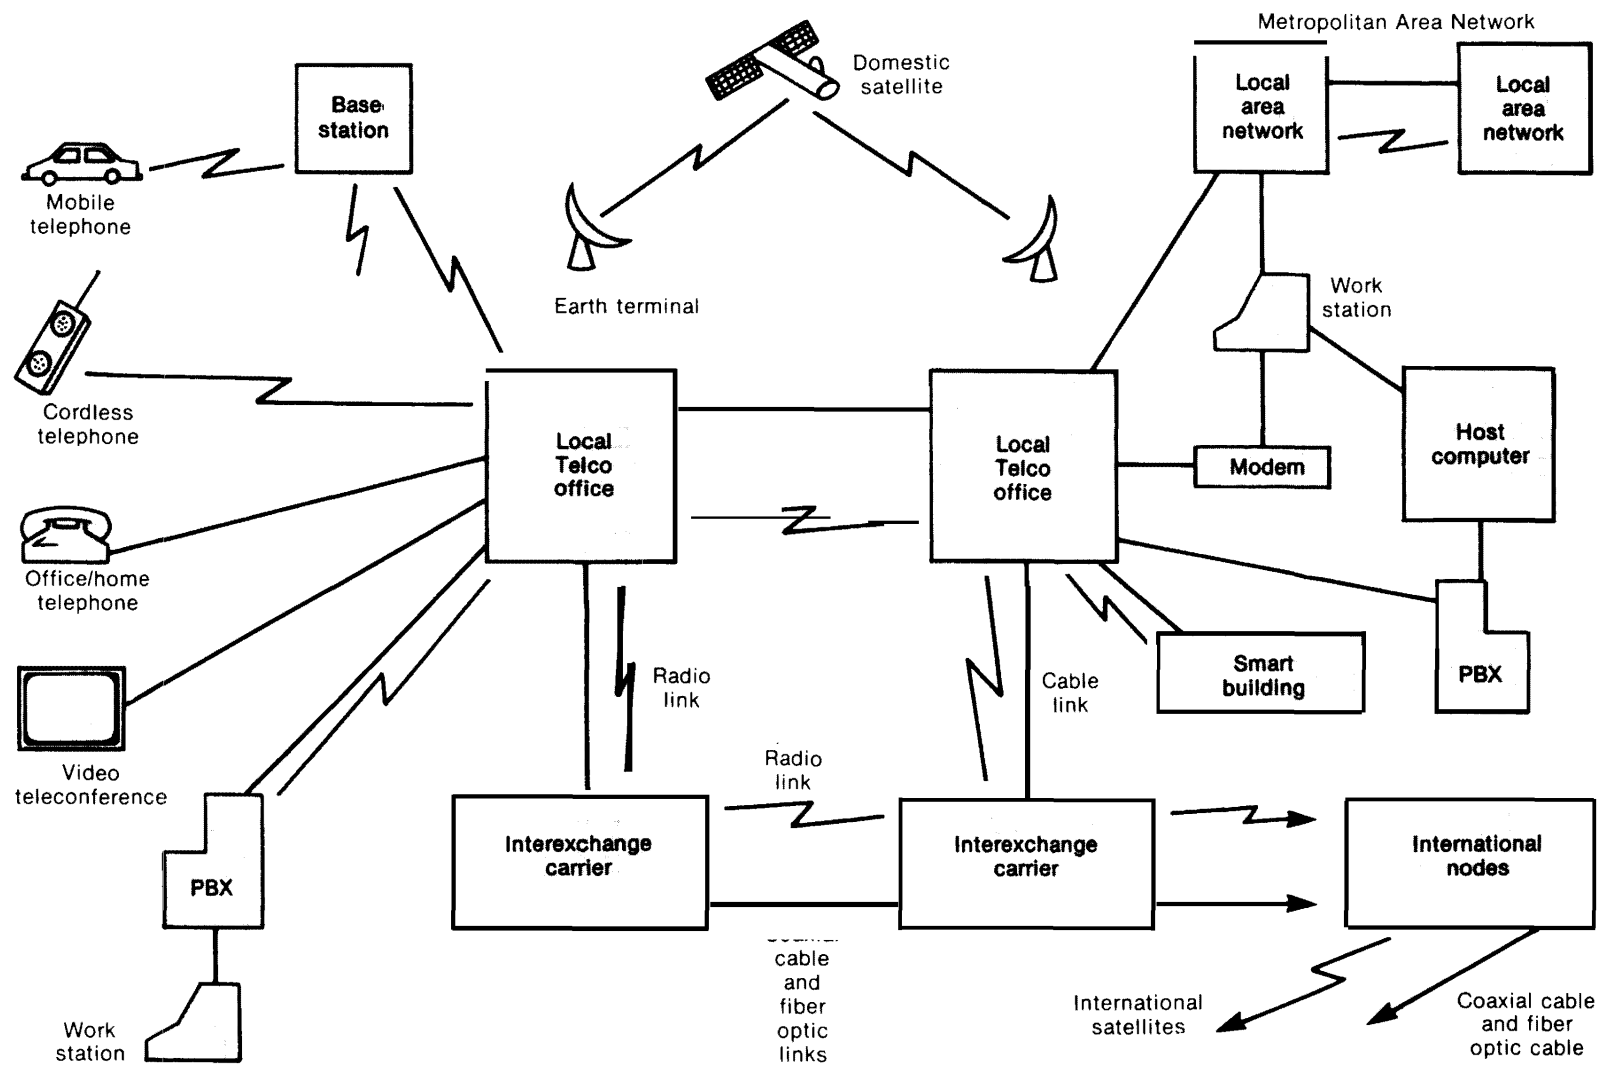 Metropolitan Area Network
Domestic
satellite
Base
station
Local
area
network
Local
area
network
Mobile
telephone
Earth terminal
Work
station
Cordless
telephone
Local
Telco
office
Local
Telco
office
Modem
Host
computer
Office/home
telephone
Radio
link
Cable
link
Smart
building
PBX
Video
teleconference
Radio
link
Interexchange
carrier
Interexchange
carrier
International
nodes
PBX
cable
and
fiber
optic
links
International
satellites
Coaxial cable
and fiber
optic cable
Work
station